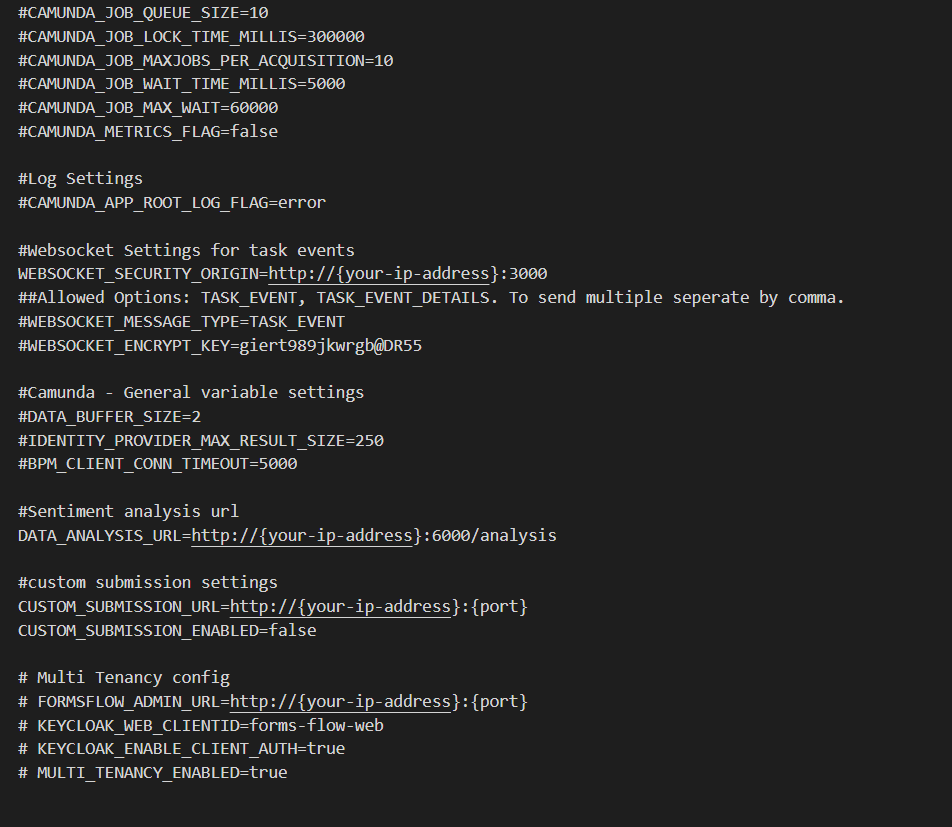 #CAMUNDA_JOB_QUEUE_SIZE=10
#CAMUNDA_JOB_LOCK_TIME_MILLIS=300000
#CAMUNDA_JOB_MAXJOBS_PER_ACQUISITION=10
#CAMUNDA_JOB_WAIT_TIME_MILLIS=5000
#CAMUNDA_JOB_MAX_WAIT=60000
#CAMUNDA_METRICS_FLAG=false
#Log Settings
#CAMUNDA_APP_ROOT_LOG_FLAG=error
#Websocket Settings for task events
WEBSOCKET_SECURITY_ORIGIN=http://{your-ip-address}:3000
##Allowed Options: TASK_EVENT, TASK_EVENT_DETAILS. To send multiple seperate by comma.
#WEBSOCKET_MESSAGE_TYPE=TASK_EVENT
#WEBSOCKET_ENCRYPT_KEY=giert989jkwrgb@DR55
#Camunda - General variable settings
#DATA_BUFFER_SIZE=2
#IDENTITY_PROVIDER_MAX_RESULT_SIZE=250
#BPM_CLIENT_CONN_TIMEOUT=5000
#Sentiment analysis url
DATA_ANALYSIS_URL=http://{your-ip-address}:6000/analysis
#custom submission settings
CUSTOM_SUBMISSION_URL=http://{your-ip-address}:{port}
CUSTOM_SUBMISSION_ENABLED=false
# Multi Tenancy config
# FORMSFLOW_ADMIN_URL=http://{your-ip-address}:{port}
# KEYCLOAK_WEB_CLIENTID=forms-flow-web
# KEYCLOAK_ENABLE_CLIENT_AUTH=true
# MULTI_TENANCY_ENABLED=true